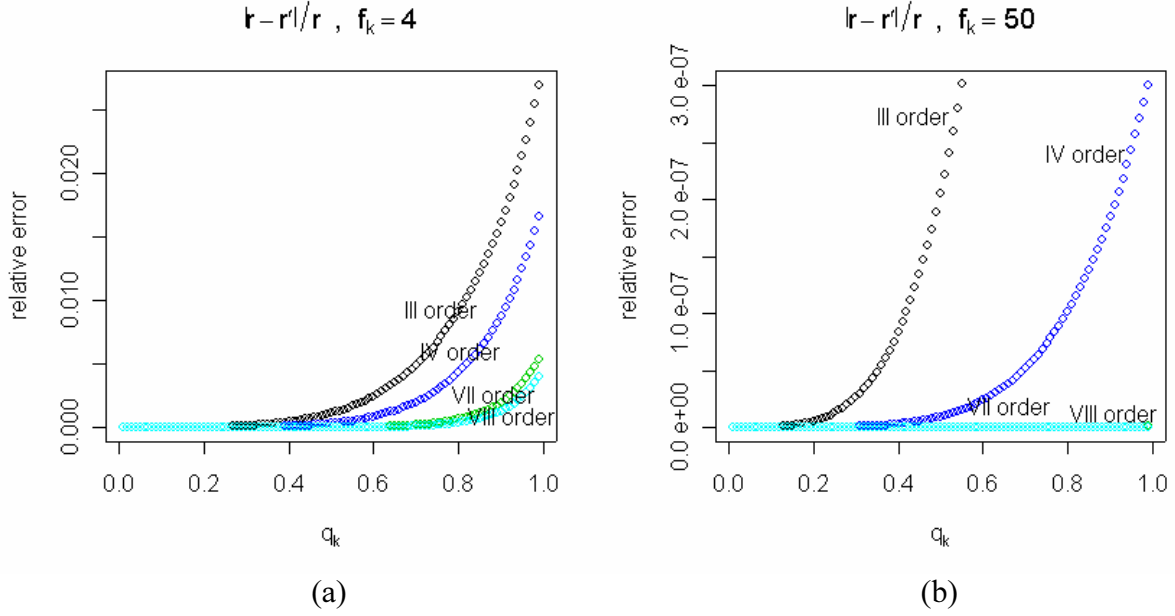 |r − r'|/r , f_k = 4
relative error
0.000 0.010 0.020
III order
IV order
VII order
VIII order
0.0 0.2 0.4 0.6 0.8 1.0
q_k
(a)
|r − r'|/r , f_k = 50
relative error
0.0 e+00 1.0 e-07 2.0 e-07 3.0 e-07
III order
IV order
VII order
VIII order
0.0 0.2 0.4 0.6 0.8 1.0
q_k
(b)